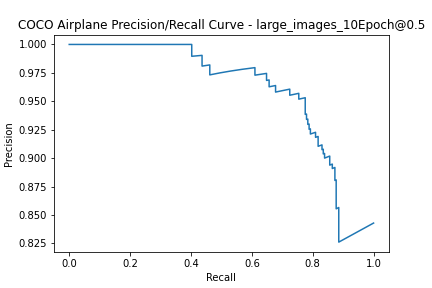 COCO Airplane Precision/Recall Curve - large_images_10Epoch@0.5
1.000
0.975
0.950
0.925
0.900
0.875
0.850
0.825
Precision
0.0 0.2 0.4 0.6 0.8 1.0
Recall